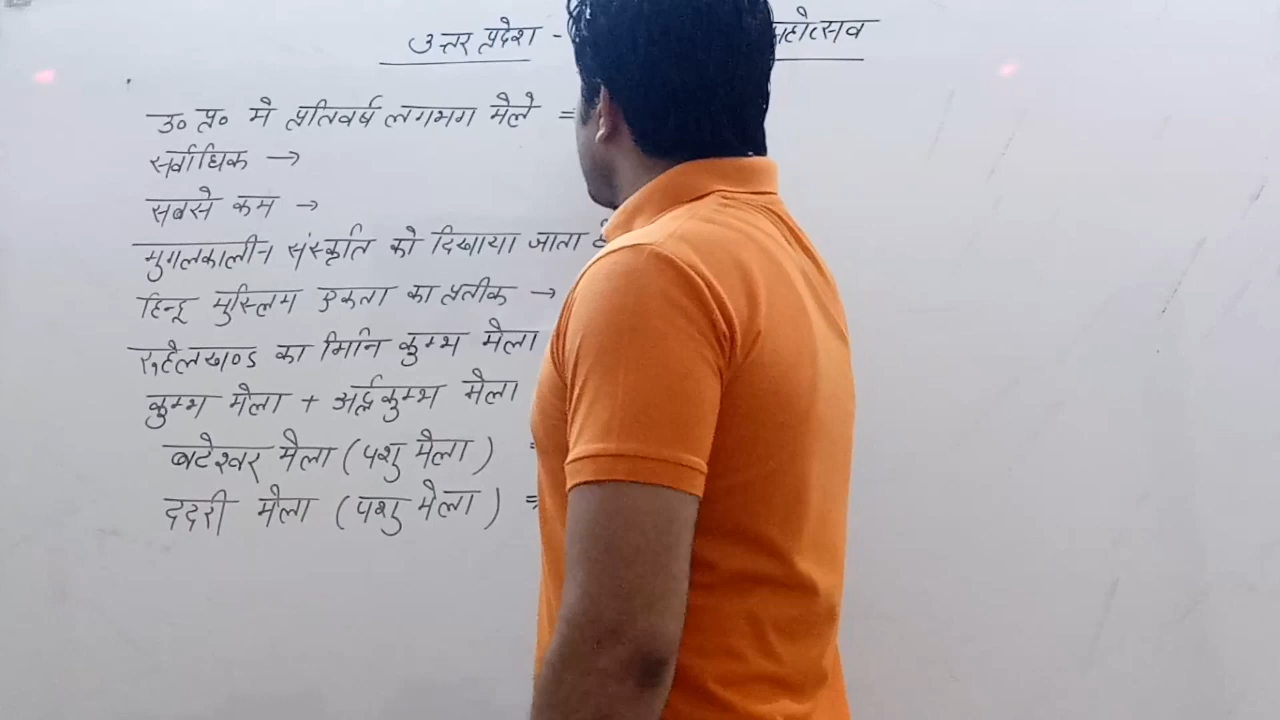 उत्तर प्रदेश - महोत्सव
उ० प्र० मे प्रतिवर्ष लगभग मेले =
सर्वाधिक →
सबसे कम →
मुगलकालीन संस्कृति को दिखाया जाता
हिन्दू मुस्लिम एकता का प्रतीक →
रुहेलखण्ड का मिनि कुम्भ मेला
कुम्भ मेला + अर्द्धकुम्भ मेला
बटेश्वर मेला (पशु मेला) =
ददरी मेला (पशु मेला) ⇒